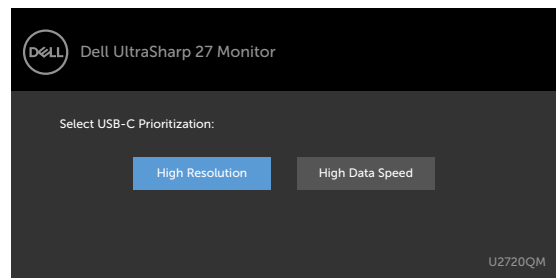 DELL Dell UltraSharp 27 Monitor
Select USB-C Prioritization:
High Resolution High Data Speed
U2720QM